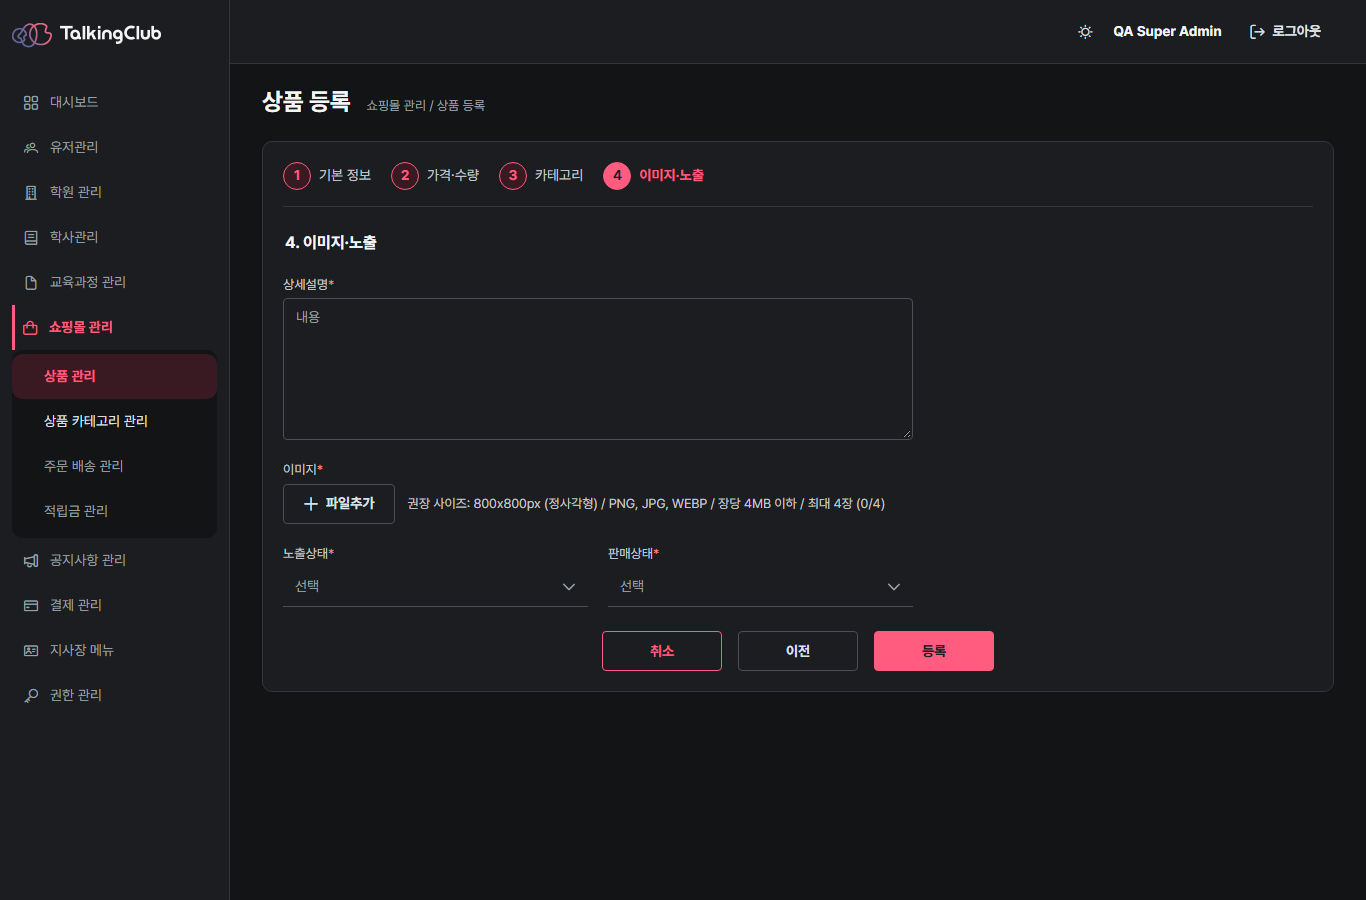 TalkingClub
QA Super Admin
로그아웃
대시보드
유저관리
학원 관리
학사관리
교육과정 관리
쇼핑몰 관리
상품 관리
상품 카테고리 관리
주문 배송 관리
적립금 관리
공지사항 관리
결제 관리
지사장 메뉴
권한 관리
상품 등록 쇼핑몰 관리 / 상품 등록
1 기본 정보 2 가격·수량 3 카테고리 4 이미지·노출
4. 이미지·노출
상세설명*
내용
이미지*
파일추가 권장 사이즈: 800x800px (정사각형) / PNG, JPG, WEBP / 장당 4MB 이하 / 최대 4장 (0/4)
노출상태* 판매상태*
선택 선택
취소 이전 등록